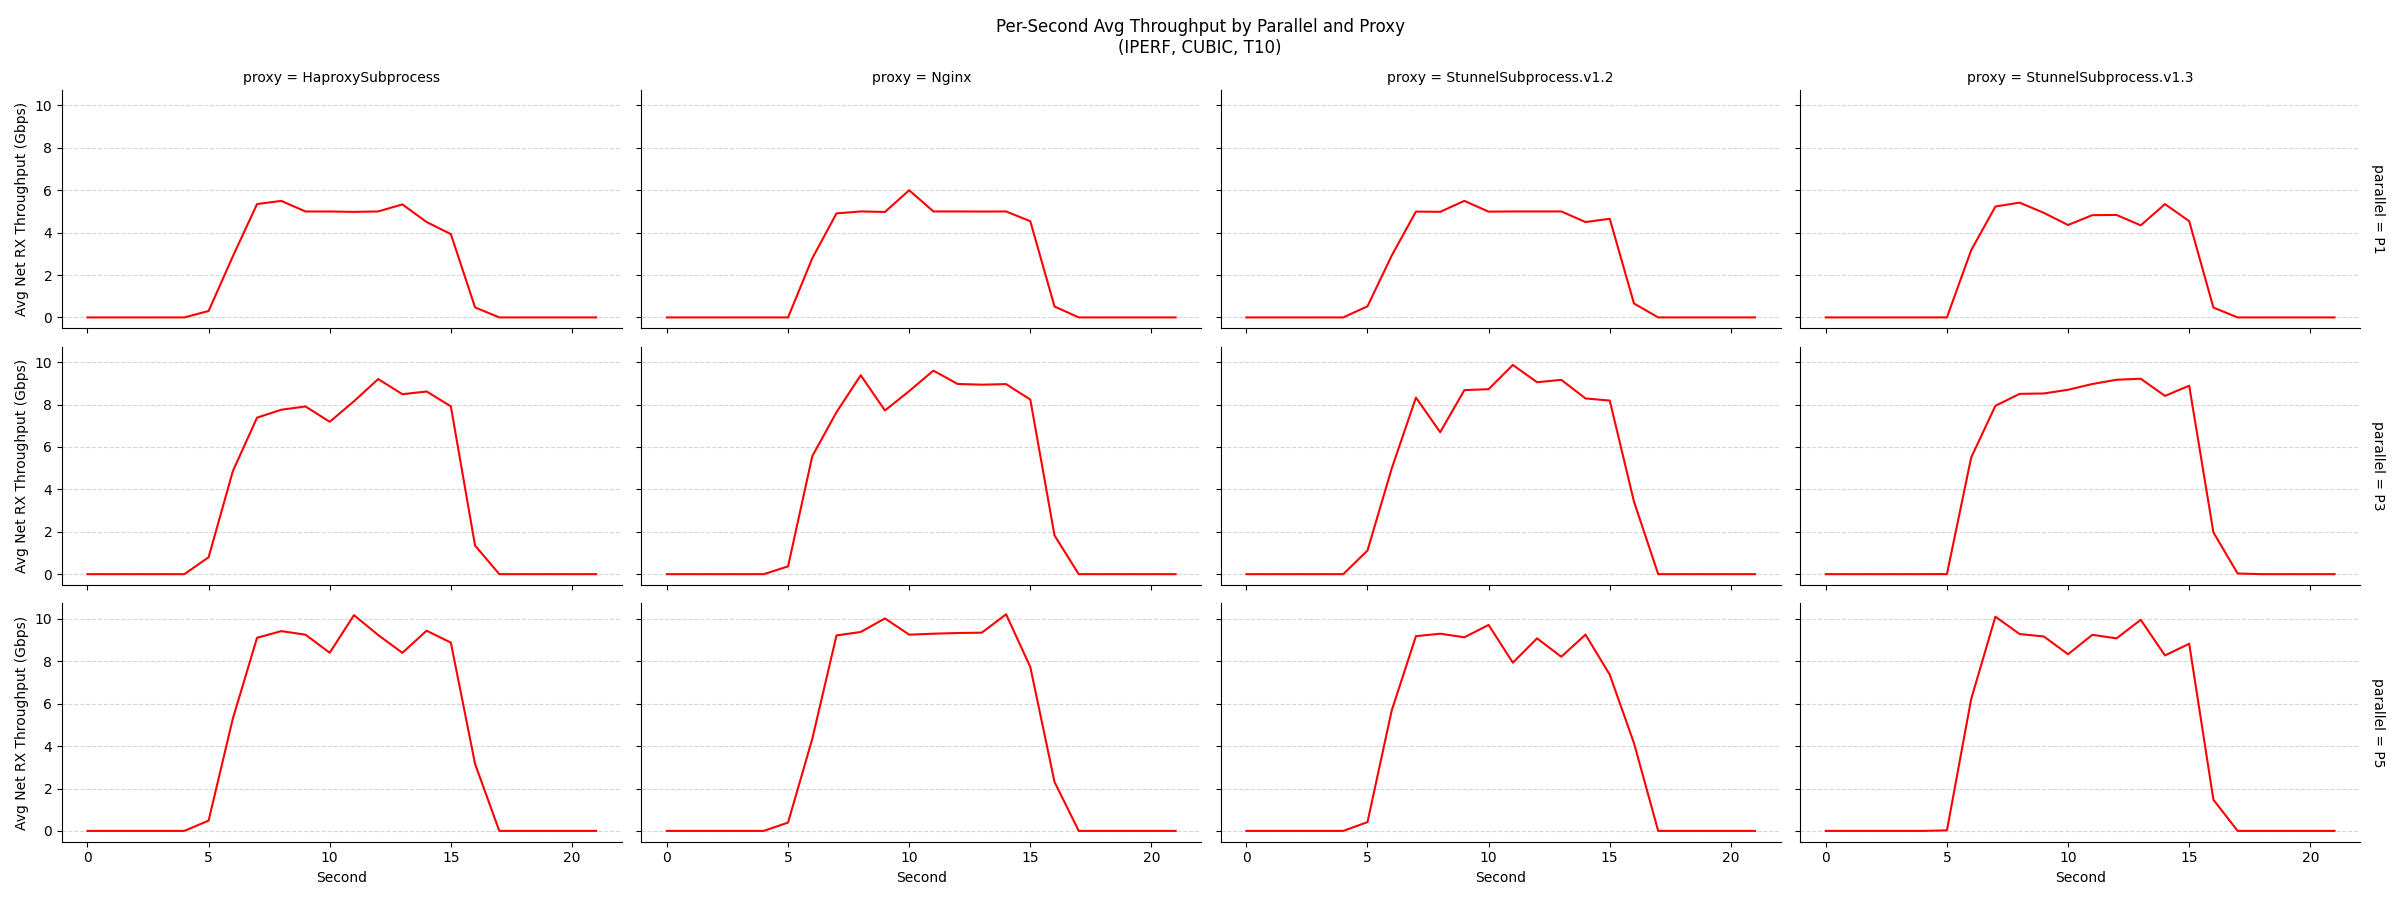 Per-Second Avg Throughput by Parallel and Proxy
(IPERF, CUBIC, T10)
proxy = HaproxySubprocess
proxy = Nginx
proxy = StunnelSubprocess.v1.2
proxy = StunnelSubprocess.v1.3
Avg Net RX Throughput (Gbps)
10
8
6
4
2
0
parallel = P1
Avg Net RX Throughput (Gbps)
10
8
6
4
2
0
parallel = P3
Avg Net RX Throughput (Gbps)
10
8
6
4
2
0
parallel = P5
0 5 10 15 20
0 5 10 15 20
0 5 10 15 20
0 5 10 15 20
Second
Second
Second
Second